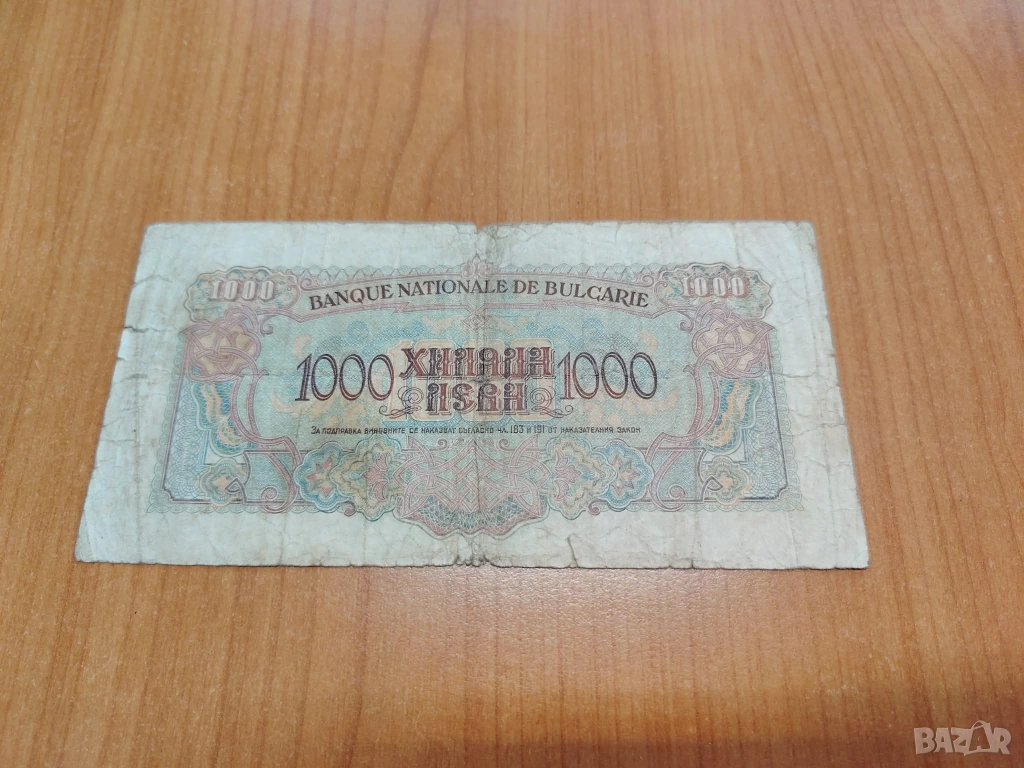 1000 BANQUE NATIONALE DE BULGARIE 1000
1000 ХИЛЯДИ 1000
ЛЕВА
ЗА ПОДПРАВКА ВИНОВНИТЕ СЕ НАКАЗВАТ СЪГЛАСНО ЧЛ. 183 И 191 ОТ НАКАЗАТЕЛНИЯ ЗАКОН
BAZAR